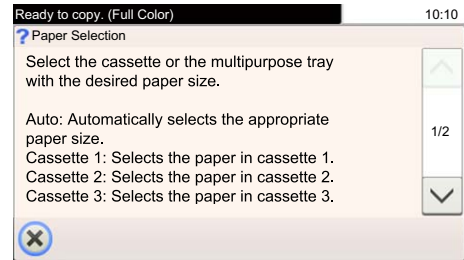 Ready to copy. (Full Color)
10:10
? Paper Selection
Select the cassette or the multipurpose tray
with the desired paper size.
Auto: Automatically selects the appropriate
paper size.
Cassette 1: Selects the paper in cassette 1.
Cassette 2: Selects the paper in cassette 2.
Cassette 3: Selects the paper in cassette 3.
1/2